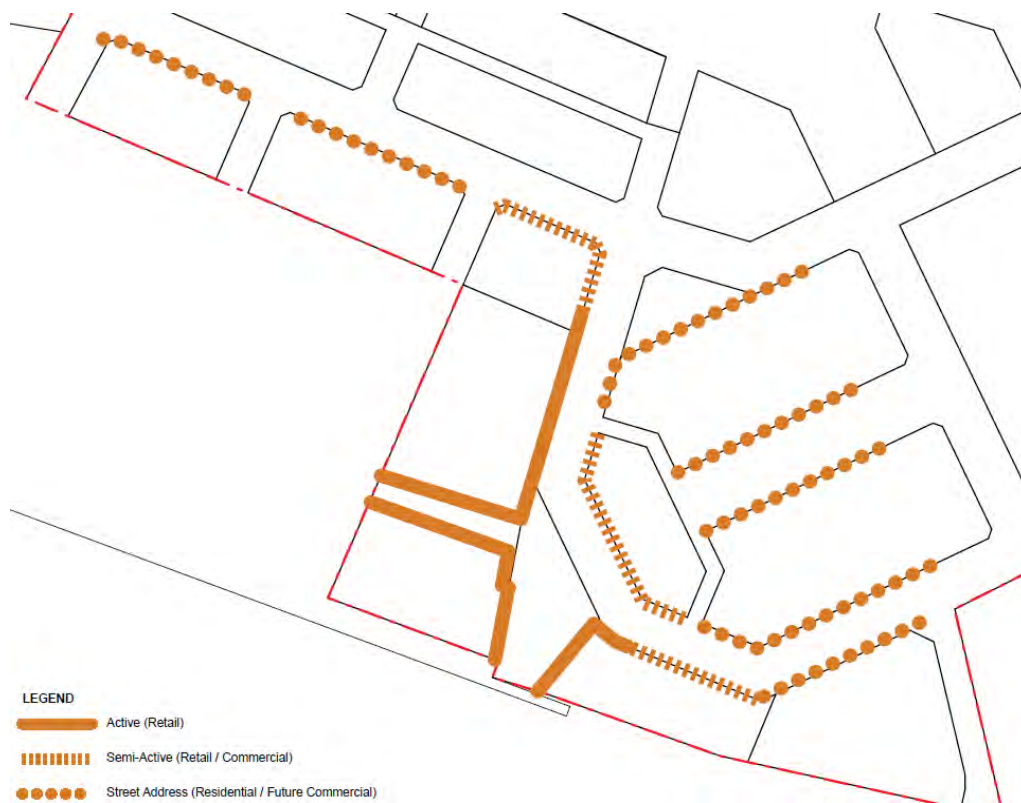 LEGEND
Active (Retail)
Semi-Active (Retail / Commercial)
Street Address (Residential / Future Commercial)